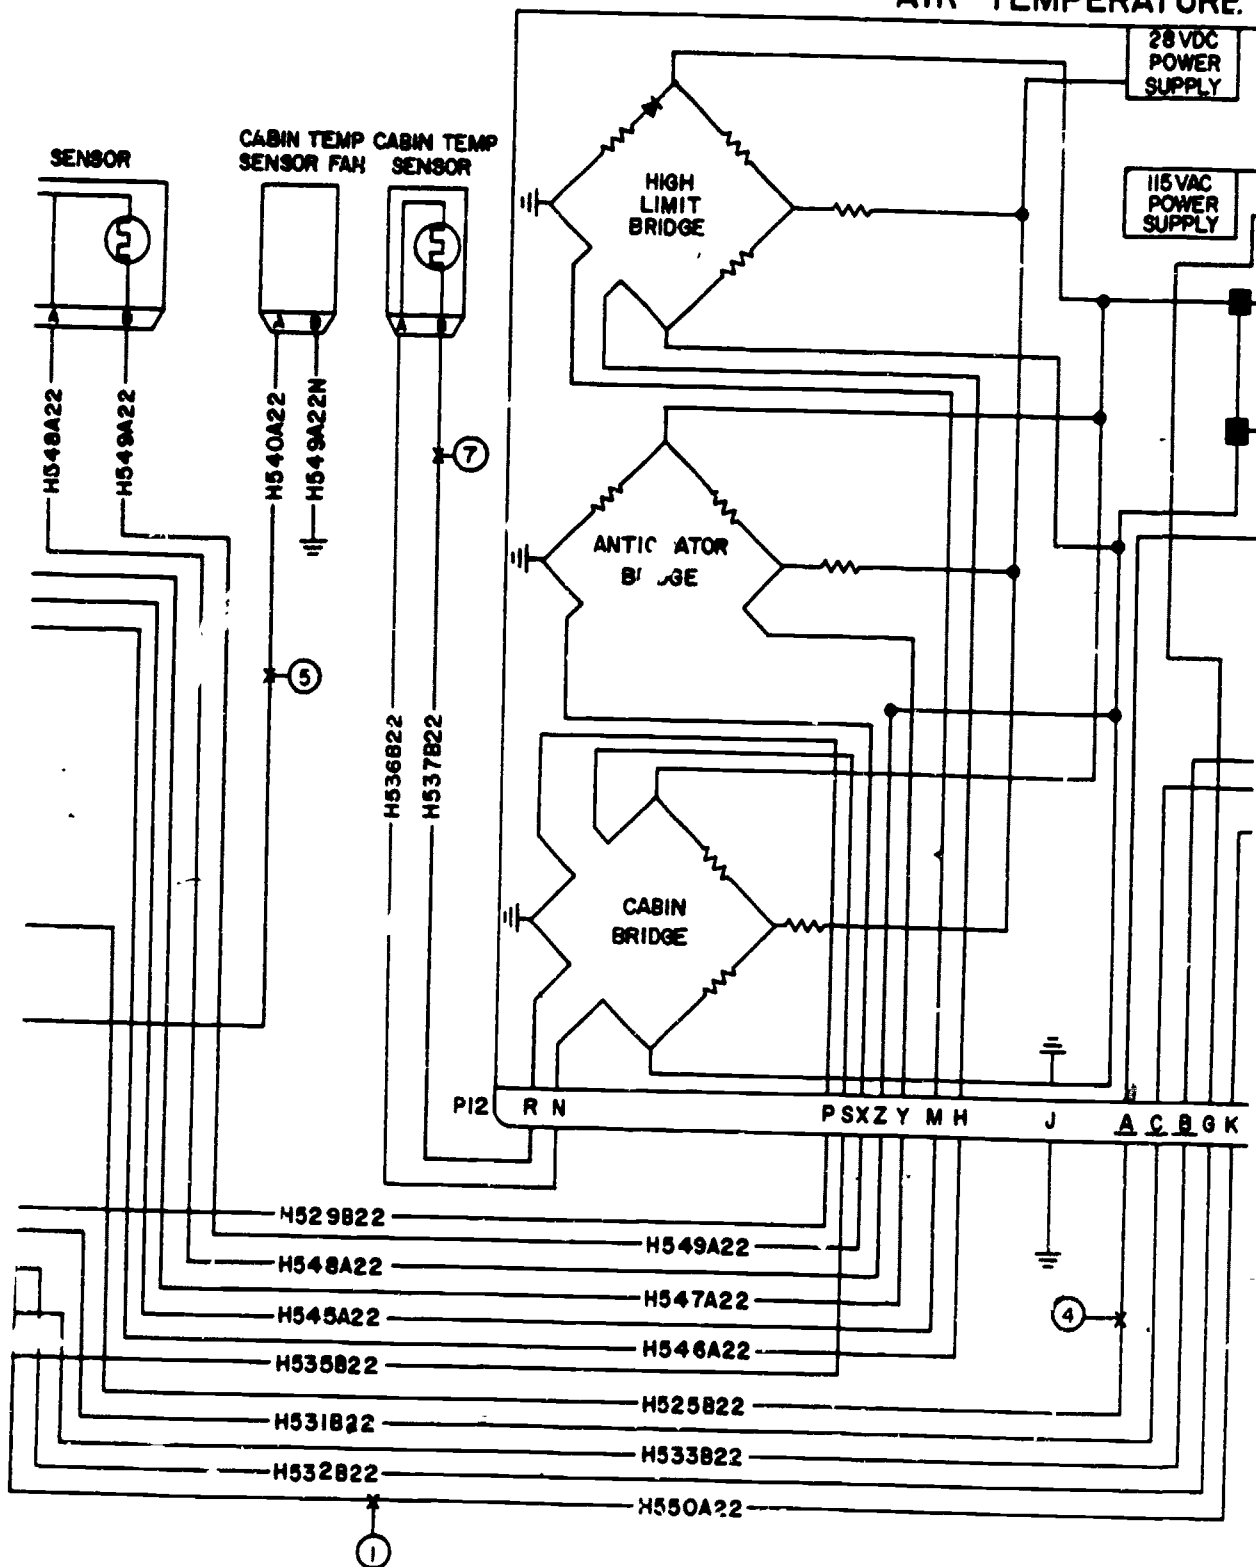 AIR TEMPERATURE
28 VDC
POWER
SUPPLY
115 VAC
POWER
SUPPLY
SENSOR
CABIN TEMP
SENSOR FAN
CABIN TEMP
SENSOR
HIGH
LIMIT
BRIDGE
A
B
A
B
A
B
H548A22
H549A22
H540A22
H549A22N
7
5
H536B22
H537B22
CABIN
BRIDGE
P12 R N P S X Z Y M H J A C B G K
H529B22
H549A22
H548A22
H547A22
H545A22
4
H546A22
H535B22
H525B22
H531B22
H533B22
H532B22
H550A22
1